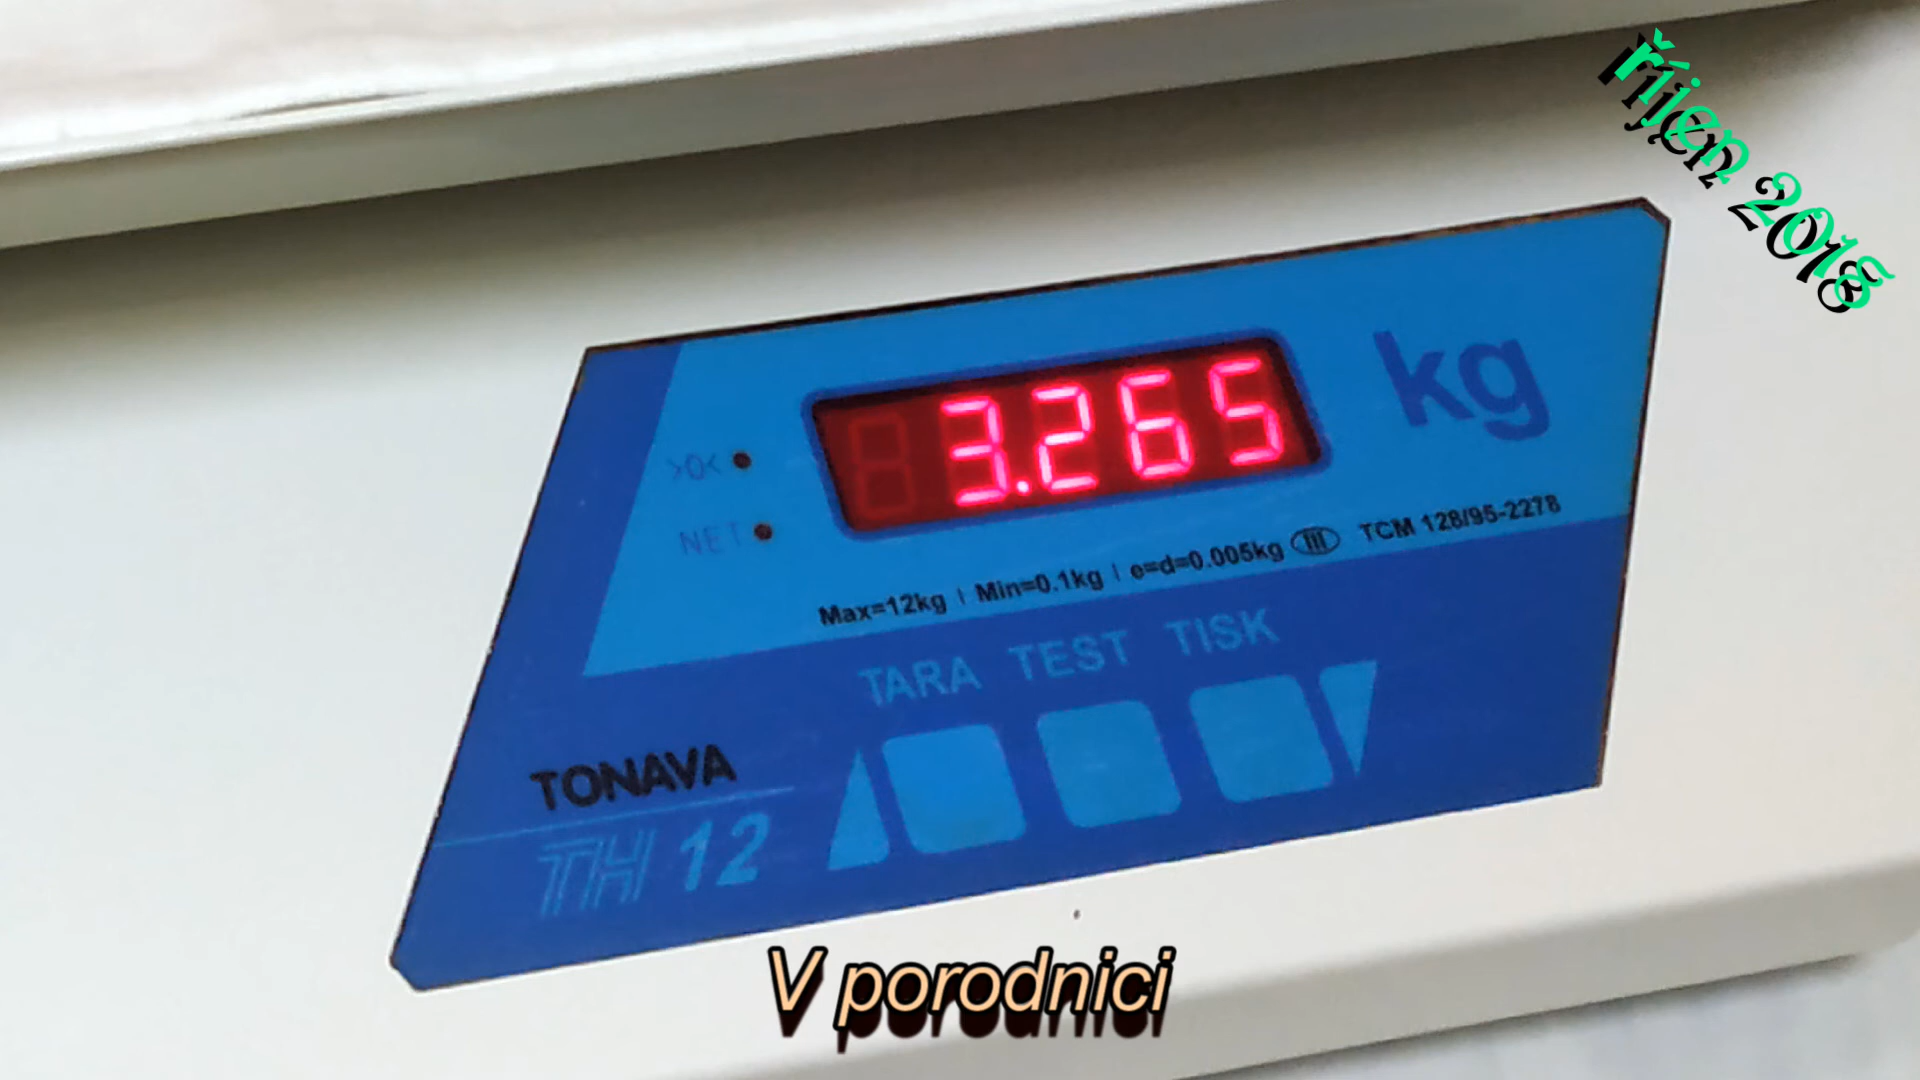 říjen 2018
3.265 kg
>0<
NET
Max=12kg | Min=0.1kg | e=d=0.005kg III TCM 128/95-2278
TARA TEST TISK
TONAVA
TH 12
V porodnici